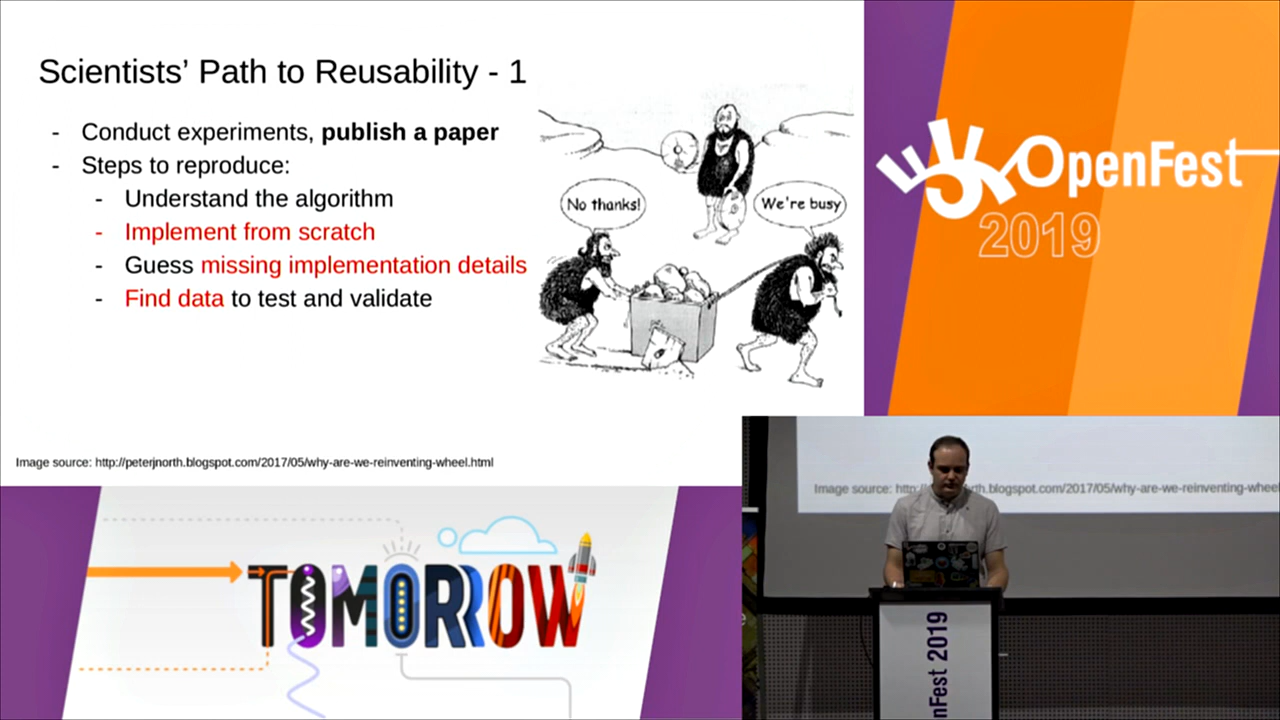 Scientists’ Path to Reusability - 1
- Conduct experiments, publish a paper
- Steps to reproduce:
- Understand the algorithm
- Implement from scratch
- Guess missing implementation details
- Find data to test and validate
No thanks!
We're busy
Image source: http://peterjnorth.blogspot.com/2017/05/why-are-we-reinventing-wheel.html
OpenFest
2019
TOMORROW
Image source: http: blogspot.com/2017/05/why-are-we-reinventing-wheel
nFest 2019